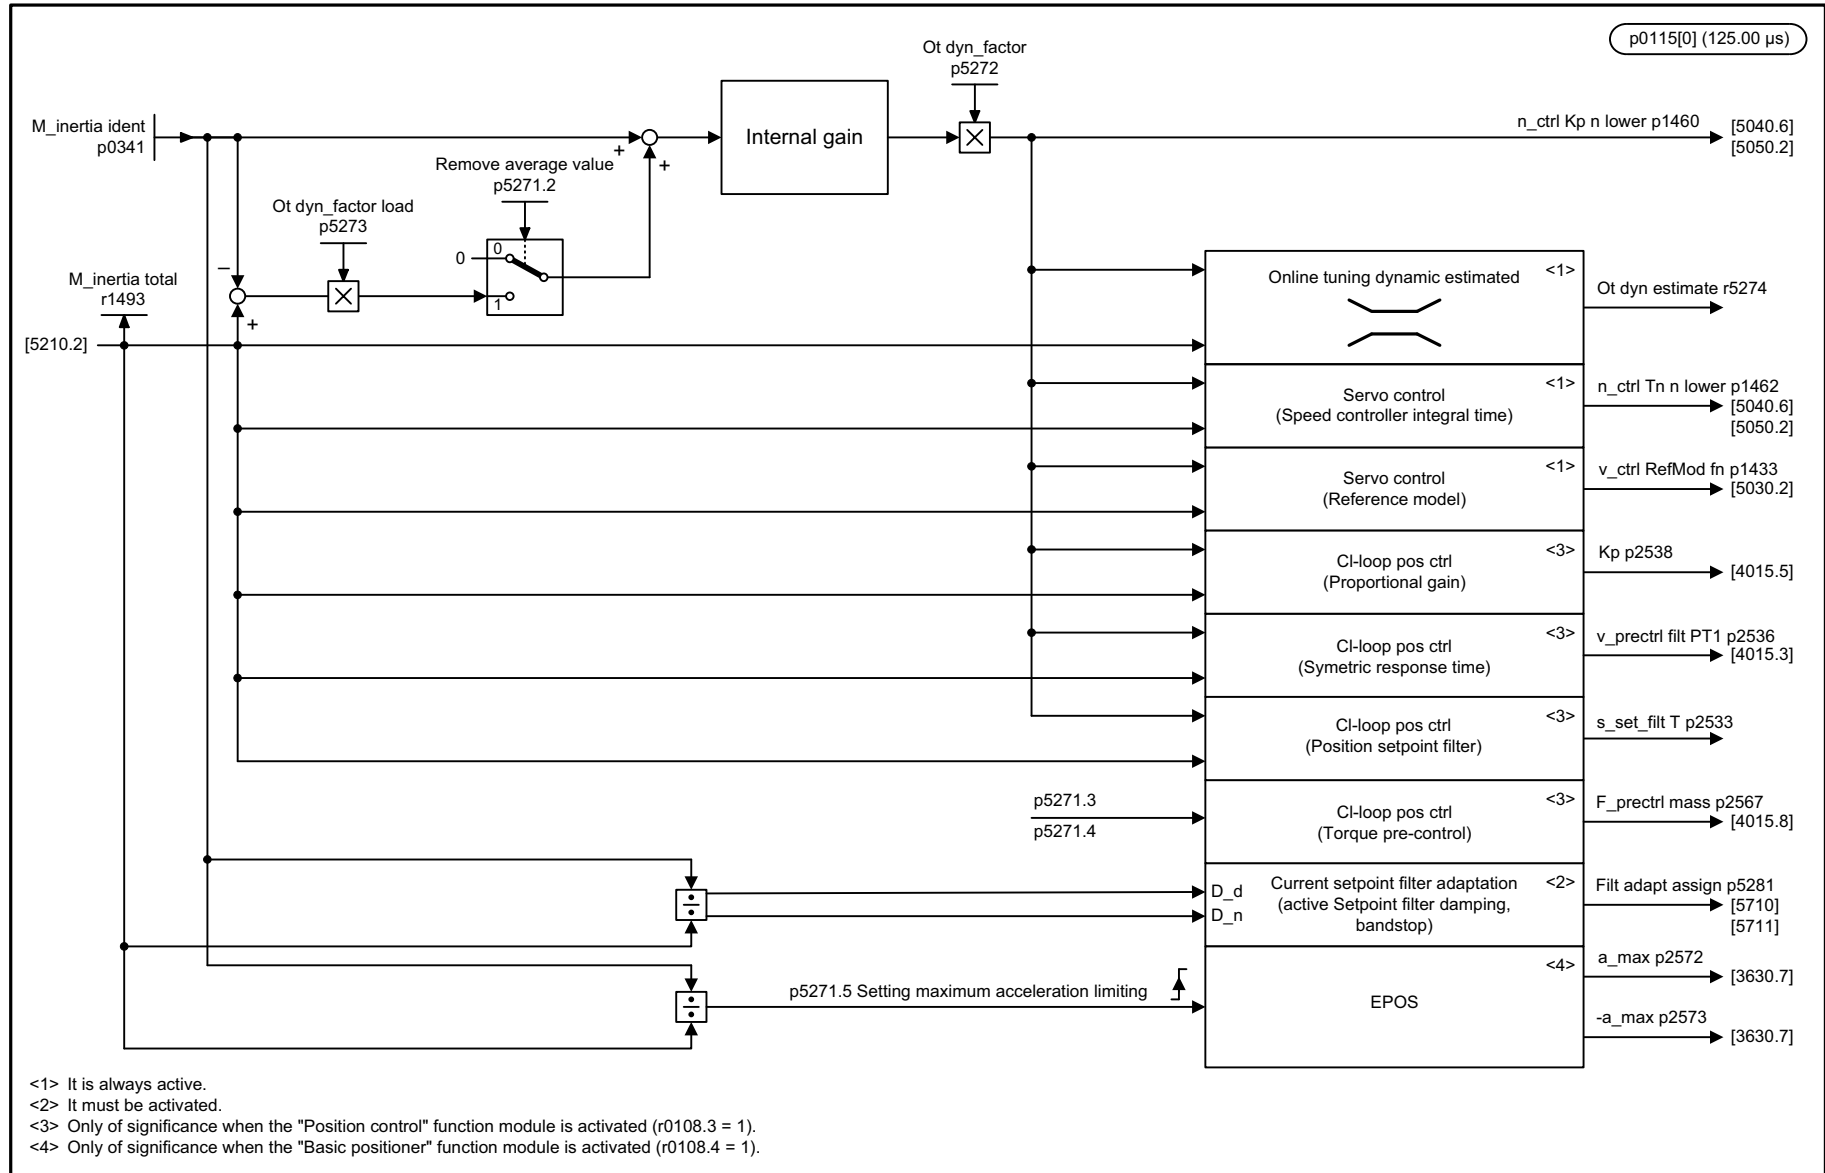 p0115[0] (125.00 µs)
Ot dyn_factor
p5272
M_inertia ident
p0341
Internal gain
n_ctrl Kp n lower p1460
[5040.6]
[5050.2]
+
+
Remove average value
p5271.2
Ot dyn_factor load
p5273
0
0
1
–
+
M_inertia total
r1493
[5210.2]
Online tuning dynamic estimated
<1>
Ot dyn estimate r5274
Servo control
(Speed controller integral time)
<1>
n_ctrl Tn n lower p1462
[5040.6]
[5050.2]
Servo control
(Reference model)
<1>
v_ctrl RefMod fn p1433
[5030.2]
Cl-loop pos ctrl
(Proportional gain)
<3>
Kp p2538
[4015.5]
Cl-loop pos ctrl
(Symetric response time)
<3>
v_prectrl filt PT1 p2536
[4015.3]
Cl-loop pos ctrl
(Position setpoint filter)
<3>
s_set_filt T p2533
p5271.3
p5271.4
Cl-loop pos ctrl
(Torque pre-control)
<3>
F_prectrl mass p2567
[4015.8]
D_d
D_n
Current setpoint filter adaptation
(active Setpoint filter damping,
bandstop)
<2>
Filt adapt assign p5281
[5710]
[5711]
p5271.5 Setting maximum acceleration limiting
EPOS
<4>
a_max p2572
[3630.7]
-a_max p2573
[3630.7]
<1> It is always active.
<2> It must be activated.
<3> Only of significance when the "Position control" function module is activated (r0108.3 = 1).
<4> Only of significance when the "Basic positioner" function module is activated (r0108.4 = 1).